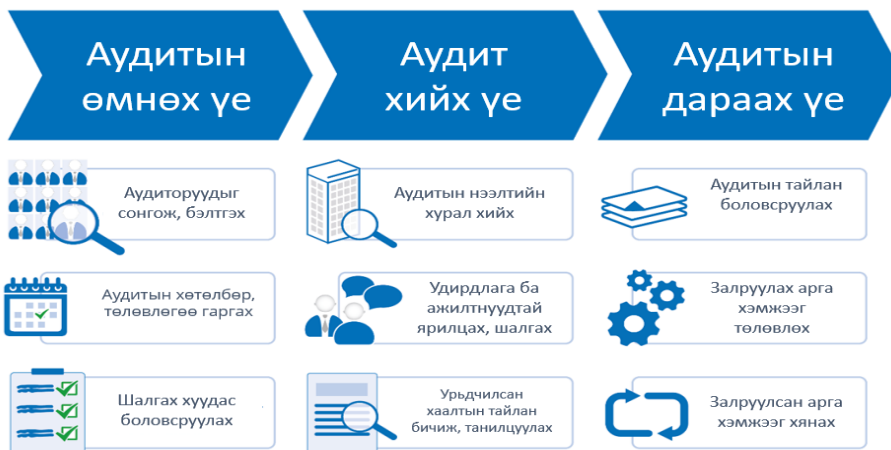 Аудитын
өмнөх үе
Аудит
хийх үе
Аудитын
дараах үе
Аудиторуудыг
сонгож, бэлтгэх
Аудитын нээлтийн
хурал хийх
Аудитын тайлан
боловсруулах
Аудитын хөтөлбөр,
төлөвлөгөө гаргах
Удирдлага ба
ажилтнуудтай
ярилцах, шалгах
Залруулах арга
хэмжээг
төлөвлөх
Шалгах хуудас
боловсруулах
Урьдчилсан
хаалтын тайлан
бичиж, танилцуулах
Залруулсан арга
хэмжээг хянах